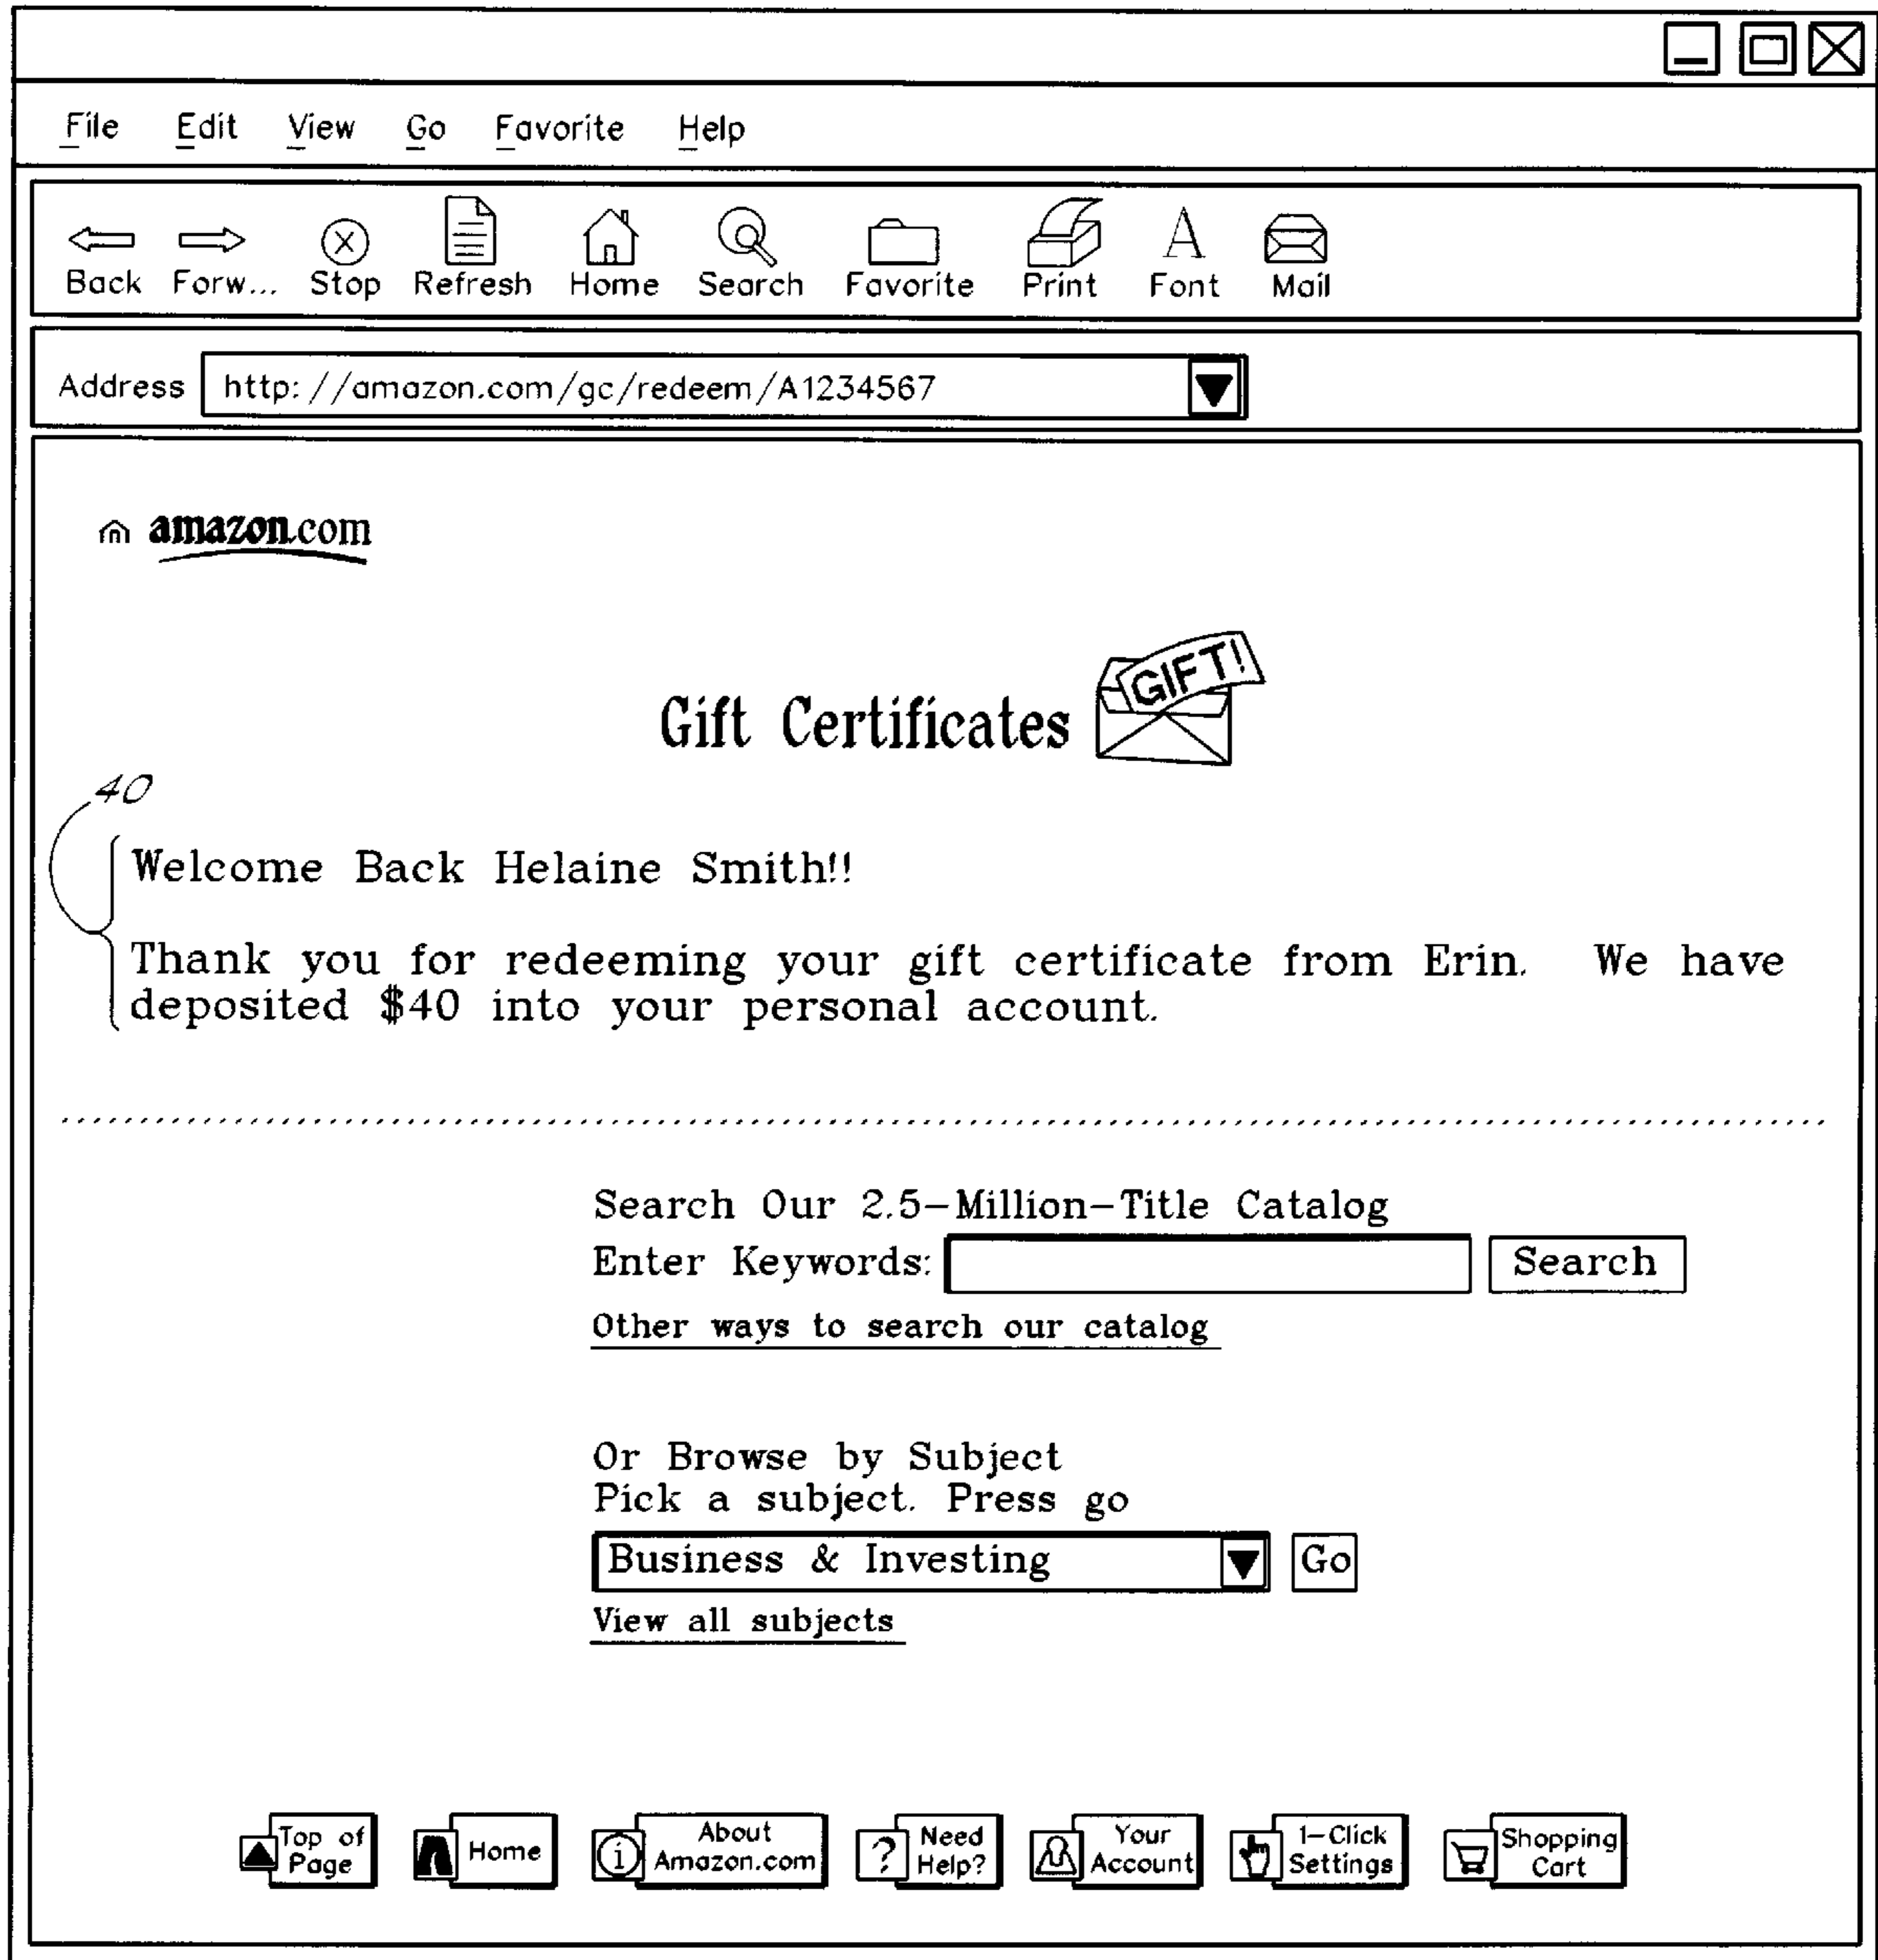 File Edit View Go Favorite Help
Back Forw... Stop Refresh Home Search Favorite Print Font Mail
Address http://amazon.com/gc/redeem/A1234567
amazon.com
GIFT!
Gift Certificates
40
Welcome Back Helaine Smith!!
Thank you for redeeming your gift certificate from Erin. We have
deposited $40 into your personal account.
Search Our 2.5-Million-Title Catalog
Enter Keywords: Search
Other ways to search our catalog
Or Browse by Subject
Pick a subject. Press go
Business & Investing Go
View all subjects
Top of
Page
Home
About
Amazon.com
Need
Help?
Your
Account
1-Click
Settings
Shopping
Cart